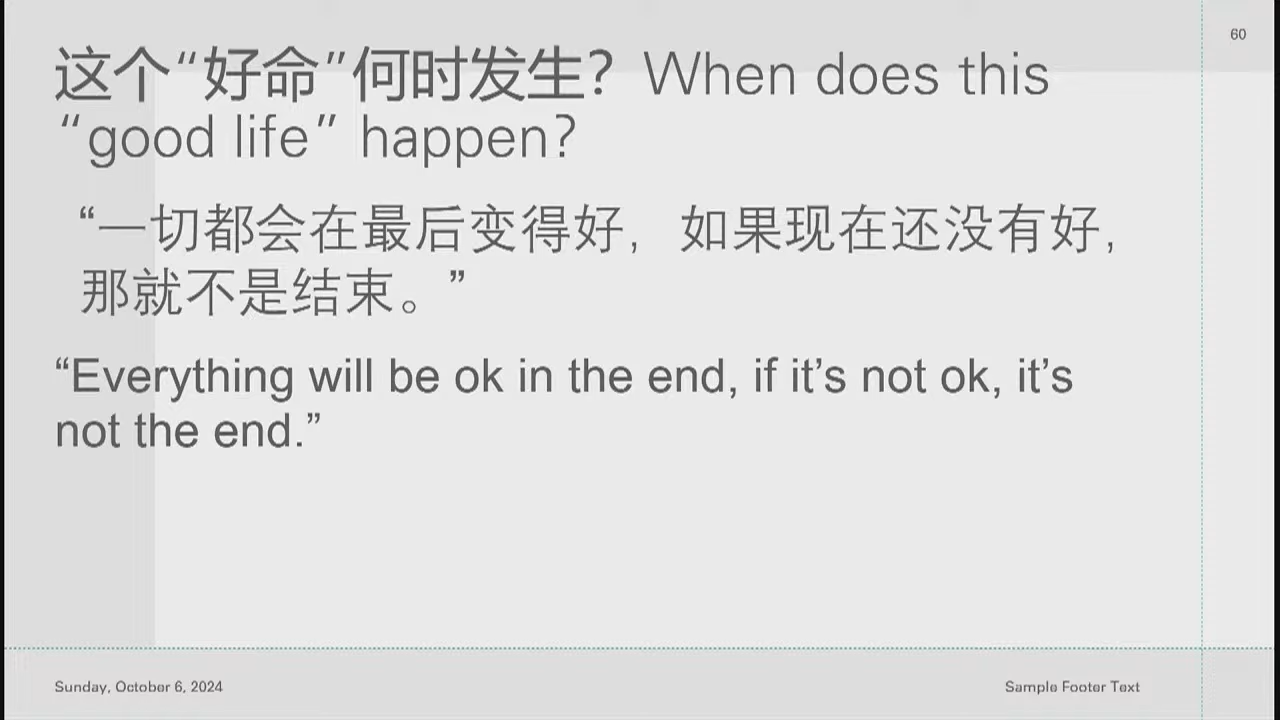 60
这个“好命”何时发生？When does this
“good life” happen?
“一切都会在最后变得好，如果现在还没有好，
那就不是结束。”
“Everything will be ok in the end, if it’s not ok, it’s
not the end.”
Sunday, October 6, 2024
Sample Footer Text